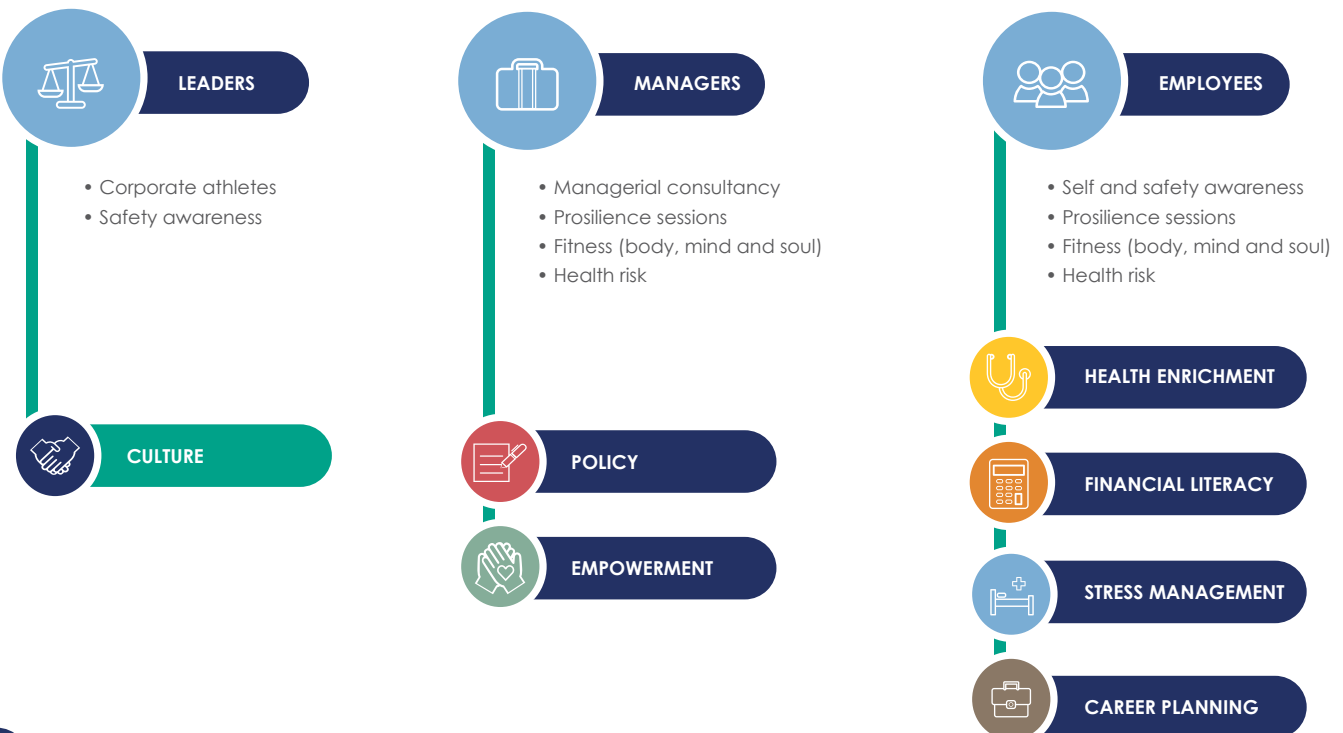 LEADERS
• Corporate athletes
• Safety awareness
CULTURE
MANAGERS
• Managerial consultancy
• Prosilience sessions
• Fitness (body, mind and soul)
• Health risk
POLICY
EMPOWERMENT
EMPLOYEES
• Self and safety awareness
• Prosilience sessions
• Fitness (body, mind and soul)
• Health risk
HEALTH ENRICHMENT
FINANCIAL LITERACY
STRESS MANAGEMENT
CAREER PLANNING